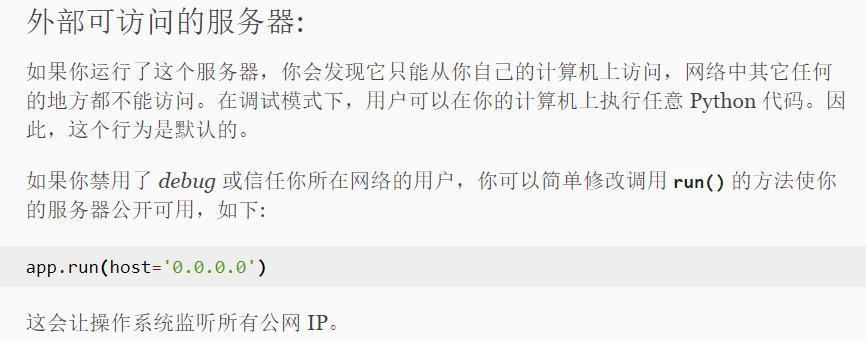 外部可访问的服务器:
如果你运行了这个服务器，你会发现它只能从你自己的计算机上访问，网络中其它任何
的地方都不能访问。在调试模式下，用户可以在你的计算机上执行任意 Python 代码。因
此，这个行为是默认的。
如果你禁用了 debug 或信任你所在网络的用户，你可以简单修改调用 run() 的方法使你
的服务器公开可用，如下:
app.run(host='0.0.0.0')
这会让操作系统监听所有公网 IP。